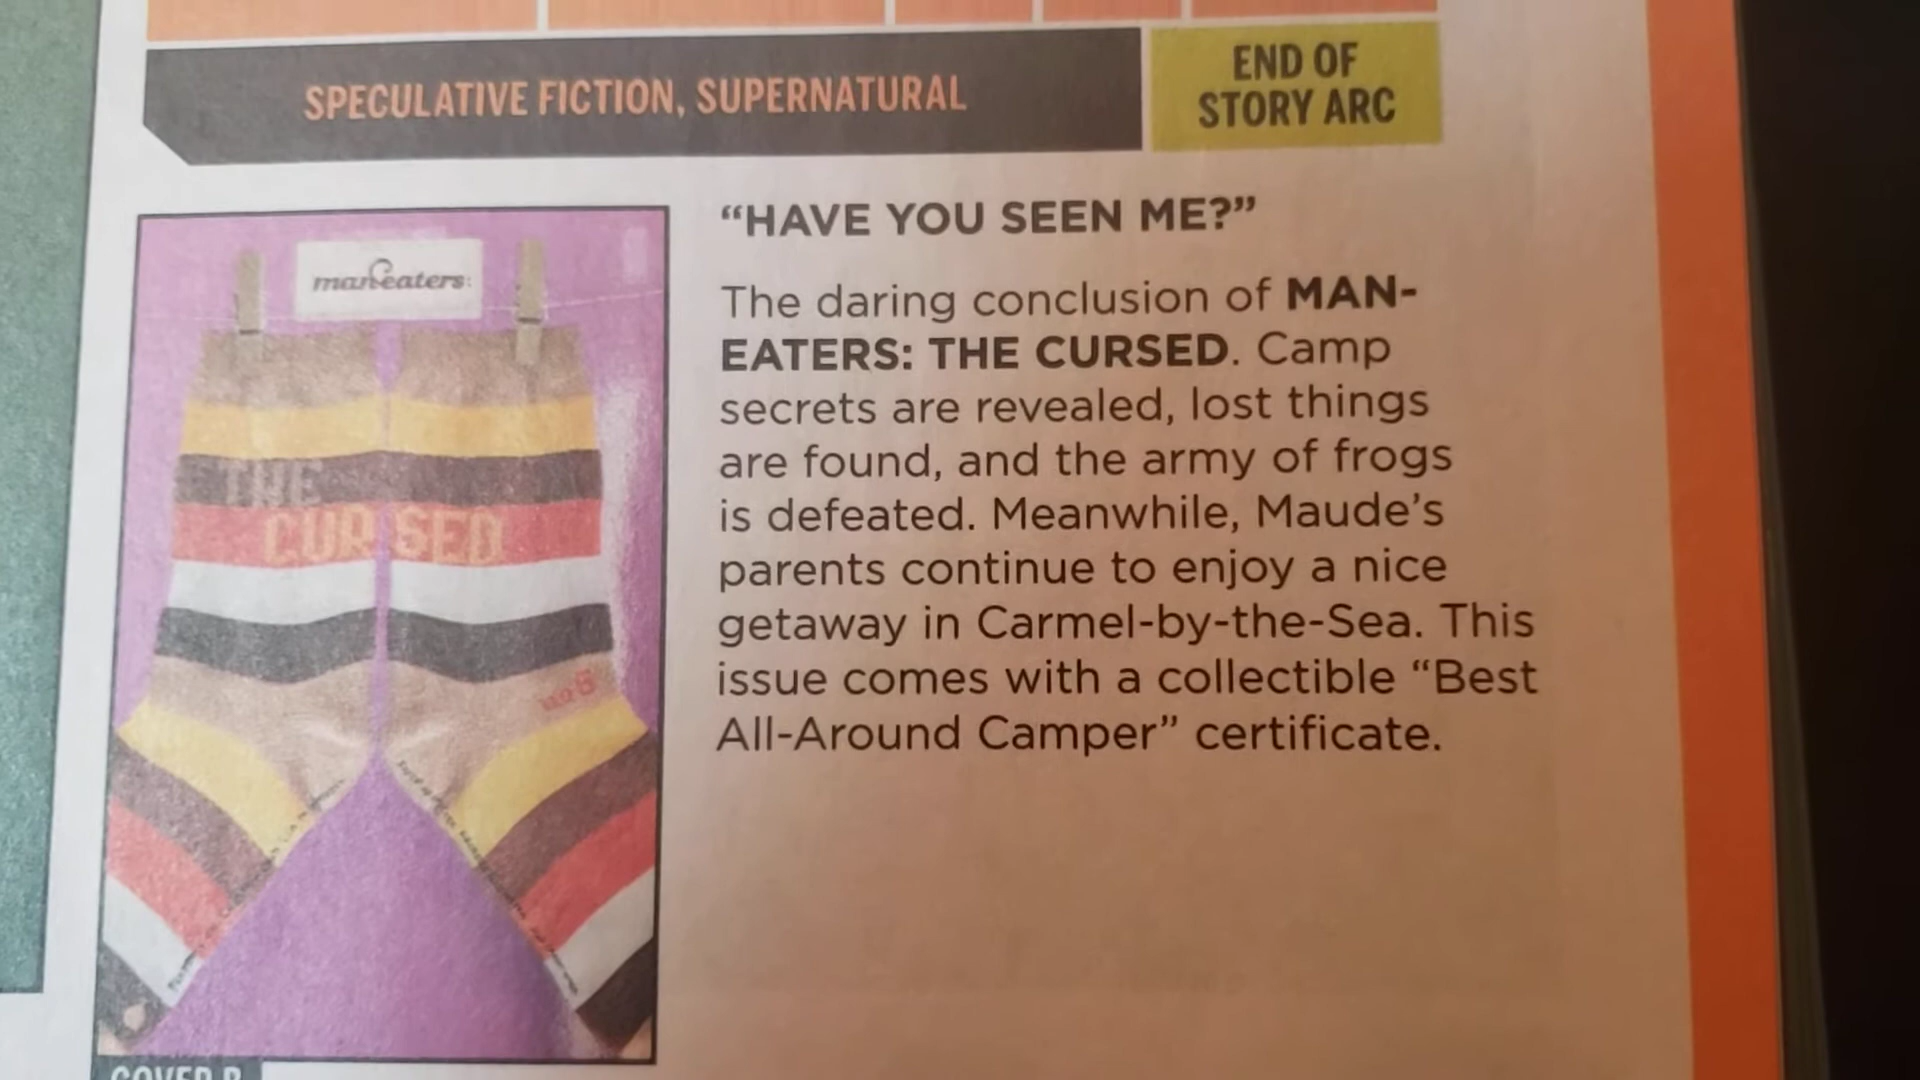 SPECULATIVE FICTION, SUPERNATURAL
END OF
STORY ARC
maneaters:
THE
CURSED
"HAVE YOU SEEN ME?"
The daring conclusion of MAN-
EATERS: THE CURSED. Camp
secrets are revealed, lost things
are found, and the army of frogs
is defeated. Meanwhile, Maude's
parents continue to enjoy a nice
getaway in Carmel-by-the-Sea. This
issue comes with a collectible "Best
All-Around Camper" certificate.
COVER B